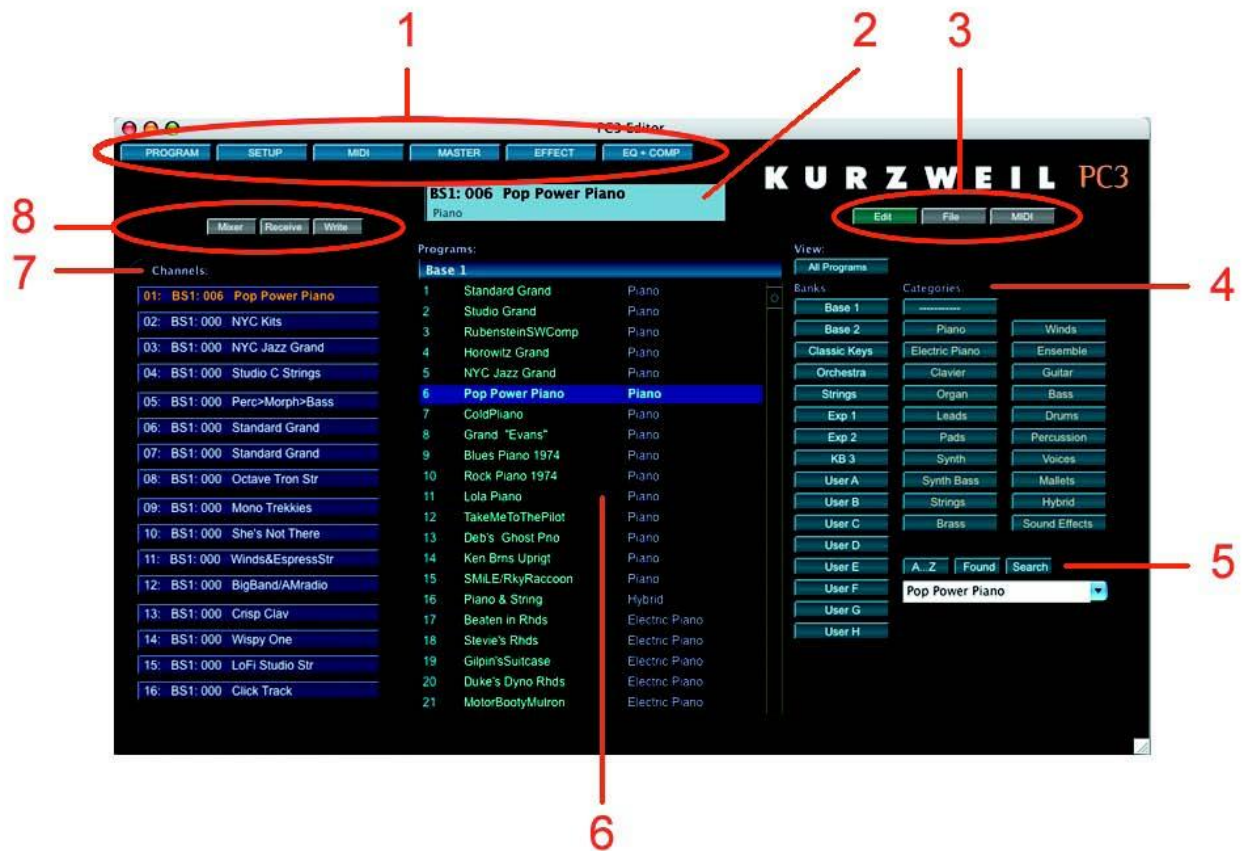 1
2
3
PC3 Editor
PROGRAM SETUP MIDI MASTER EFFECT EQ + COMP
KURZWEIL PC3
BS1: 006 Pop Power Piano
Piano
Edit File MIDI
8
Mixer Receive Write
7
Channels:
01: BS1: 006 Pop Power Piano
02: BS1: 000 NYC Kits
03: BS1: 000 NYC Jazz Grand
04: BS1: 000 Studio C Strings
05: BS1: 000 Perc>Morph>Bass
06: BS1: 000 Standard Grand
07: BS1: 000 Standard Grand
08: BS1: 000 Octave Tron Str
09: BS1: 000 Mono Trekkies
10: BS1: 000 She's Not There
11: BS1: 000 Winds&EspressStr
12: BS1: 000 BigBand/AMradio
13: BS1: 000 Crisp Clav
14: BS1: 000 Wispy One
15: BS1: 000 LoFi Studio Str
16: BS1: 000 Click Track
Programs:
Base 1
1 Standard Grand Piano
2 Studio Grand Piano
3 RubensteinSWComp Piano
4 Horowitz Grand Piano
5 NYC Jazz Grand Piano
6 Pop Power Piano Piano
7 ColdPliano Piano
8 Grand "Evans" Piano
9 Blues Piano 1974 Piano
10 Rock Piano 1974 Piano
11 Lola Piano Piano
12 TakeMeToThePilot Piano
13 Deb's Ghost Pno Piano
14 Ken Brns Uprigt Piano
15 SMiLE/RkyRaccoon Piano
16 Piano & String Hybrid
17 Beaten in Rhds Electric Piano
18 Stevie's Rhds Electric Piano
19 Gilpin'sSuitcase Electric Piano
20 Duke's Dyno Rhds Electric Piano
21 MotorBootyMutron Electric Piano
6
View:
All Programs
Banks
Base 1
Base 2
Classic Keys
Orchestra
Strings
Exp 1
Exp 2
KB 3
User A
User B
User C
User D
User E
User F
User G
User H
Categories:
4
-----------
Piano Winds
Electric Piano Ensemble
Clavier Guitar
Organ Bass
Leads Drums
Pads Percussion
Synth Voices
Synth Bass Mallets
Strings Hybrid
Brass Sound Effects
A...Z Found Search
5
Pop Power Piano